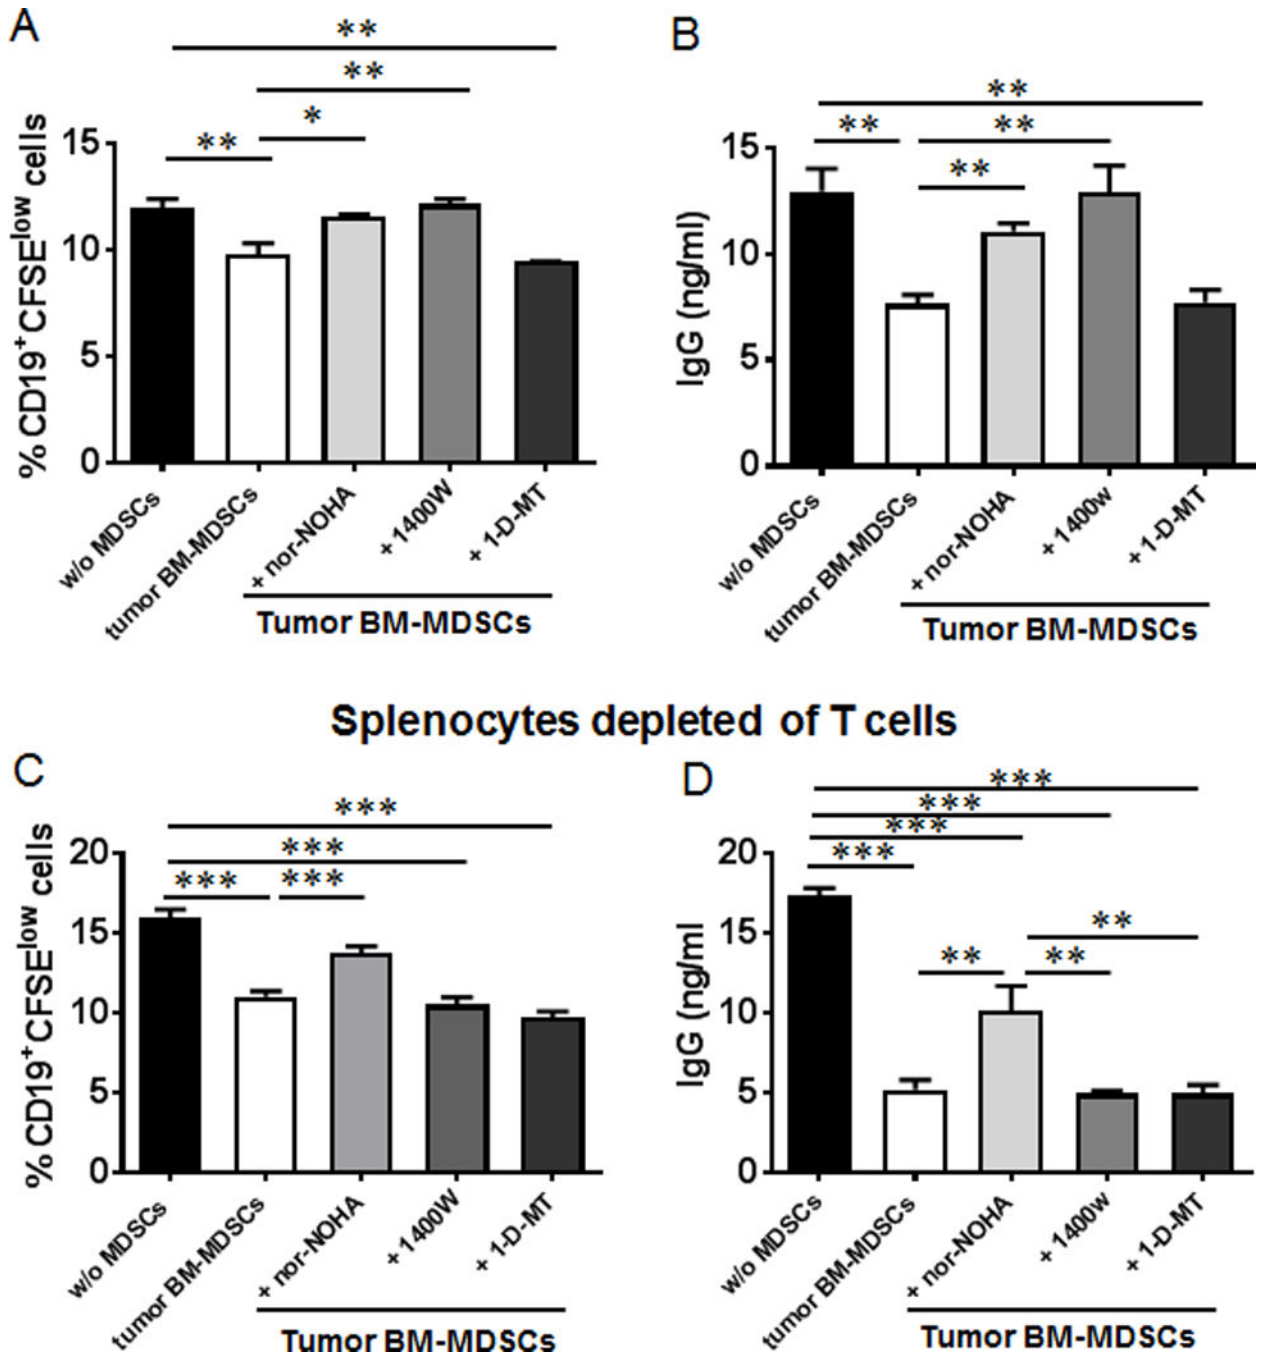 A
**
**
*
**
% CD19+CFSElow cells
15
10
5
0
w/o MDSCs
tumor BM-MDSCs
+ nor-NOHA
+ 1400W
+ 1-D-MT
Tumor BM-MDSCs
B
**
**
**
**
IgG (ng/ml)
15
10
5
0
w/o MDSCs
tumor BM-MDSCs
+ nor-NOHA
+ 1400w
+ 1-D-MT
Tumor BM-MDSCs
Splenocytes depleted of T cells
C
***
***
***
***
% CD19+CFSElow cells
20
15
10
5
0
w/o MDSCs
tumor BM-MDSCs
+ nor-NOHA
+ 1400W
+ 1-D-MT
Tumor BM-MDSCs
D
***
***
***
***
**
**
**
IgG (ng/ml
20
15
10
5
0
w/o MDSCs
tumor BM-MDSCs
+ nor-NOHA
+ 1400w
+ 1-D-MT
Tumor BM-MDSCs